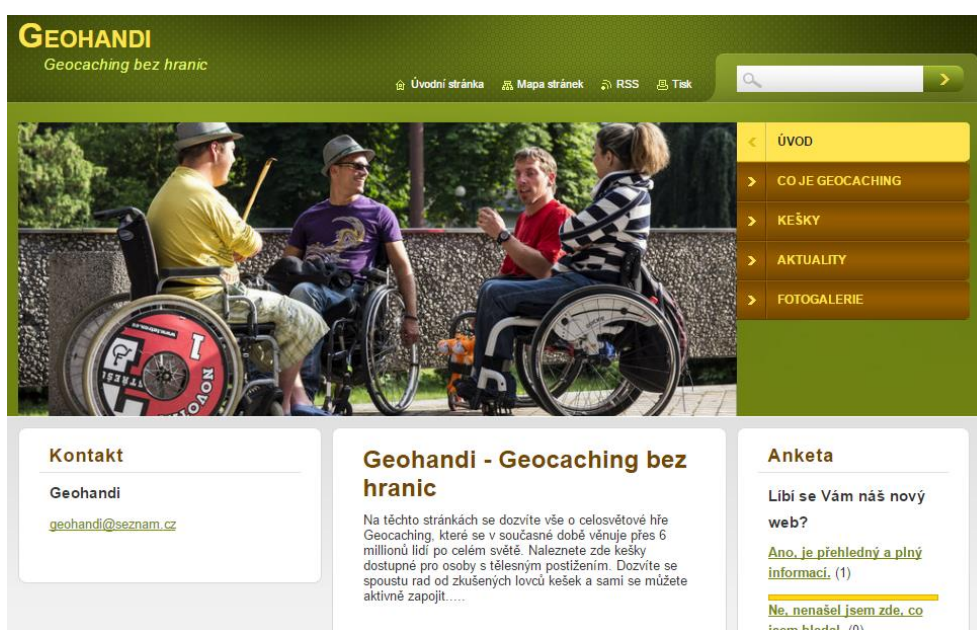 GEOHANDI
Geocaching bez hranic
Úvodní stránka Mapa stránek RSS Tisk
ÚVOD
CO JE GEOCACHING
KEŠKY
AKTUALITY
FOTOGALERIE
Kontakt
Geohandi
geohandi@seznam.cz
Geohandi - Geocaching bez
hranic
Na těchto stránkách se dozvíte vše o celosvětové hře
Geocaching, které se v současné době věnuje přes 6
millionů lidí po celém světě. Naleznete zde kešky
dostupné pro osoby s tělesným postižením. Dozvíte se
spoustu rad od zkušených lovců kešek a sami se můžete
aktivně zapojit.....
Anketa
Líbí se Vám náš nový
web?
Ano, je přehledný a plný
informací. (1)
Ne, nenašel jsem zde, co
jsem hledal. (0)